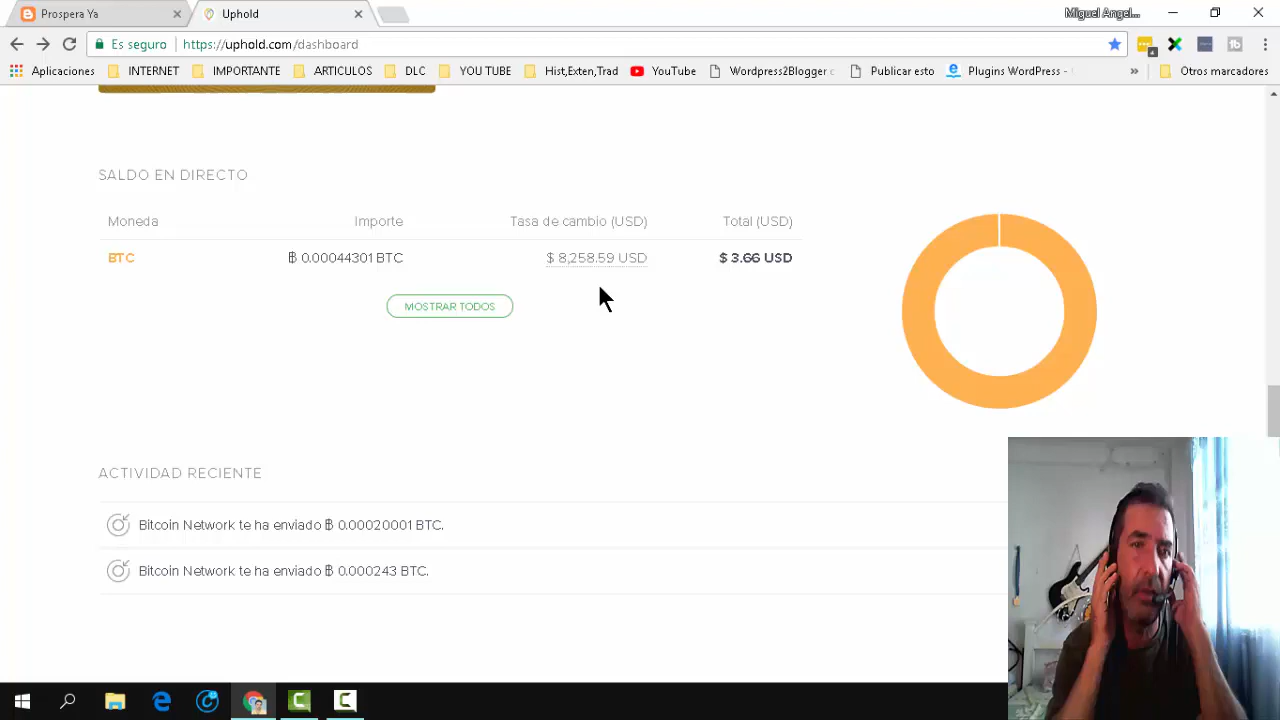 Prospera Ya
Uphold
Miguel Angel...
Es seguro
https://uphold.com/dashboard
Aplicaciones
INTERNET
IMPORTANTE
ARTICULOS
DLC
YOU TUBE
Hist,Exten,Trad
YouTube
Wordpress2Blogger c
Publicar esto
Plugins WordPress -
»
Otros marcadores
SALDO EN DIRECTO
Moneda Importe Tasa de cambio (USD) Total (USD)
BTC ₿ 0.00044301 BTC $ 8,258.59 USD $ 3.66 USD
MOSTRAR TODOS
ACTIVIDAD RECIENTE
Bitcoin Network te ha enviado ₿ 0.00020001 BTC.
Bitcoin Network te ha enviado ₿ 0.000243 BTC.